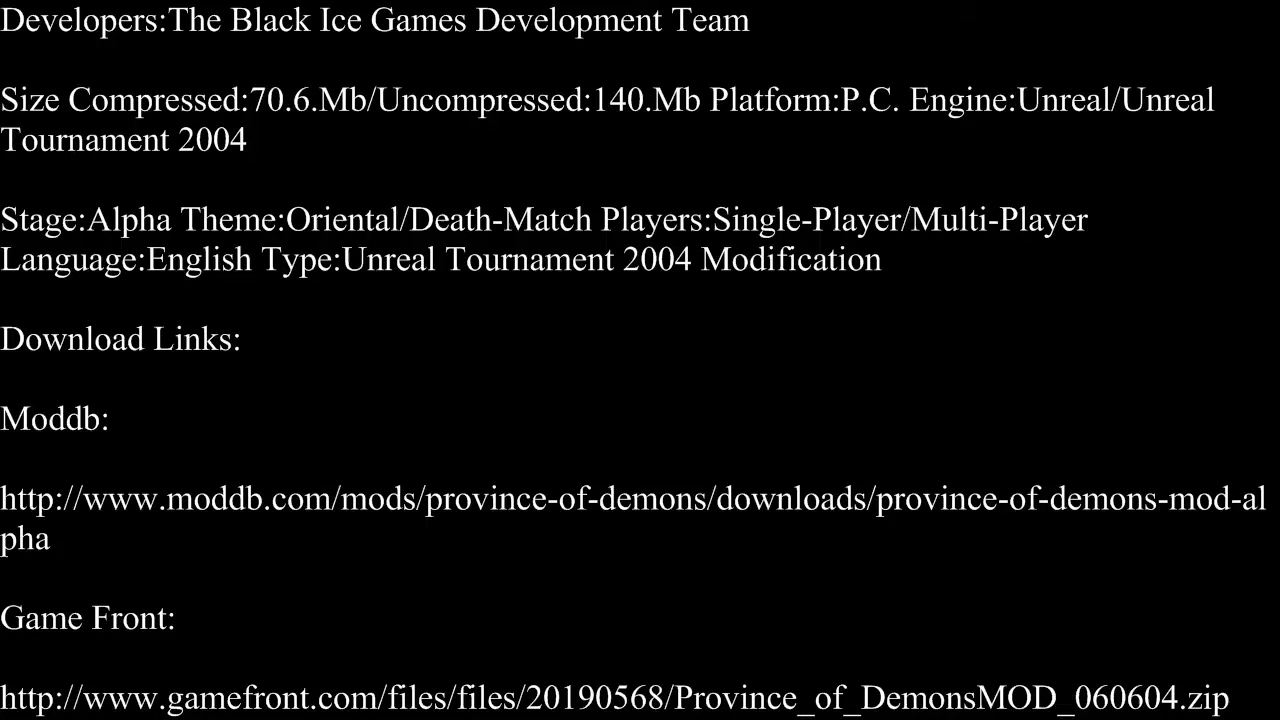 Developers:The Black Ice Games Development Team
Size Compressed:70.6.Mb/Uncompressed:140.Mb Platform:P.C. Engine:Unreal/Unreal
Tournament 2004
Stage:Alpha Theme:Oriental/Death-Match Players:Single-Player/Multi-Player
Language:English Type:Unreal Tournament 2004 Modification
Download Links:
Moddb:
http://www.moddb.com/mods/province-of-demons/downloads/province-of-demons-mod-al
pha
Game Front:
http://www.gamefront.com/files/files/20190568/Province_of_DemonsMOD_060604.zip